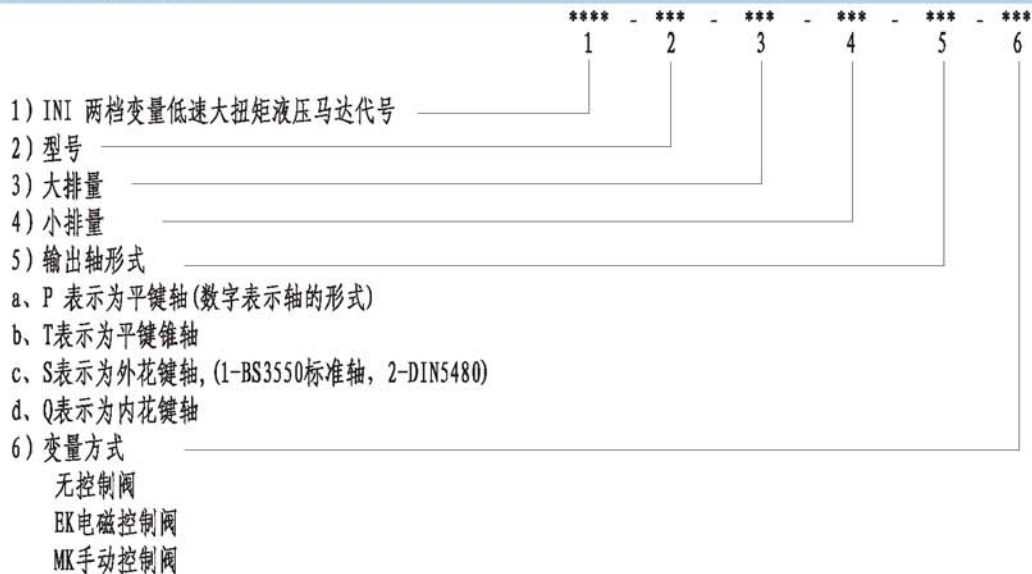 **** - *** - *** - *** - *** - ***
1 2 3 4 5 6
1) INI 两档变量低速大扭矩液压马达代号
2) 型号
3) 大排量
4) 小排量
5) 输出轴形式
a、P 表示为平键轴(数字表示轴的形式)
b、T表示为平键锥轴
c、S表示为外花键轴,(1-BS3550标准轴，2-DIN5480)
d、Q表示为内花键轴
6) 变量方式
无控制阀
EK电磁控制阀
MK手动控制阀